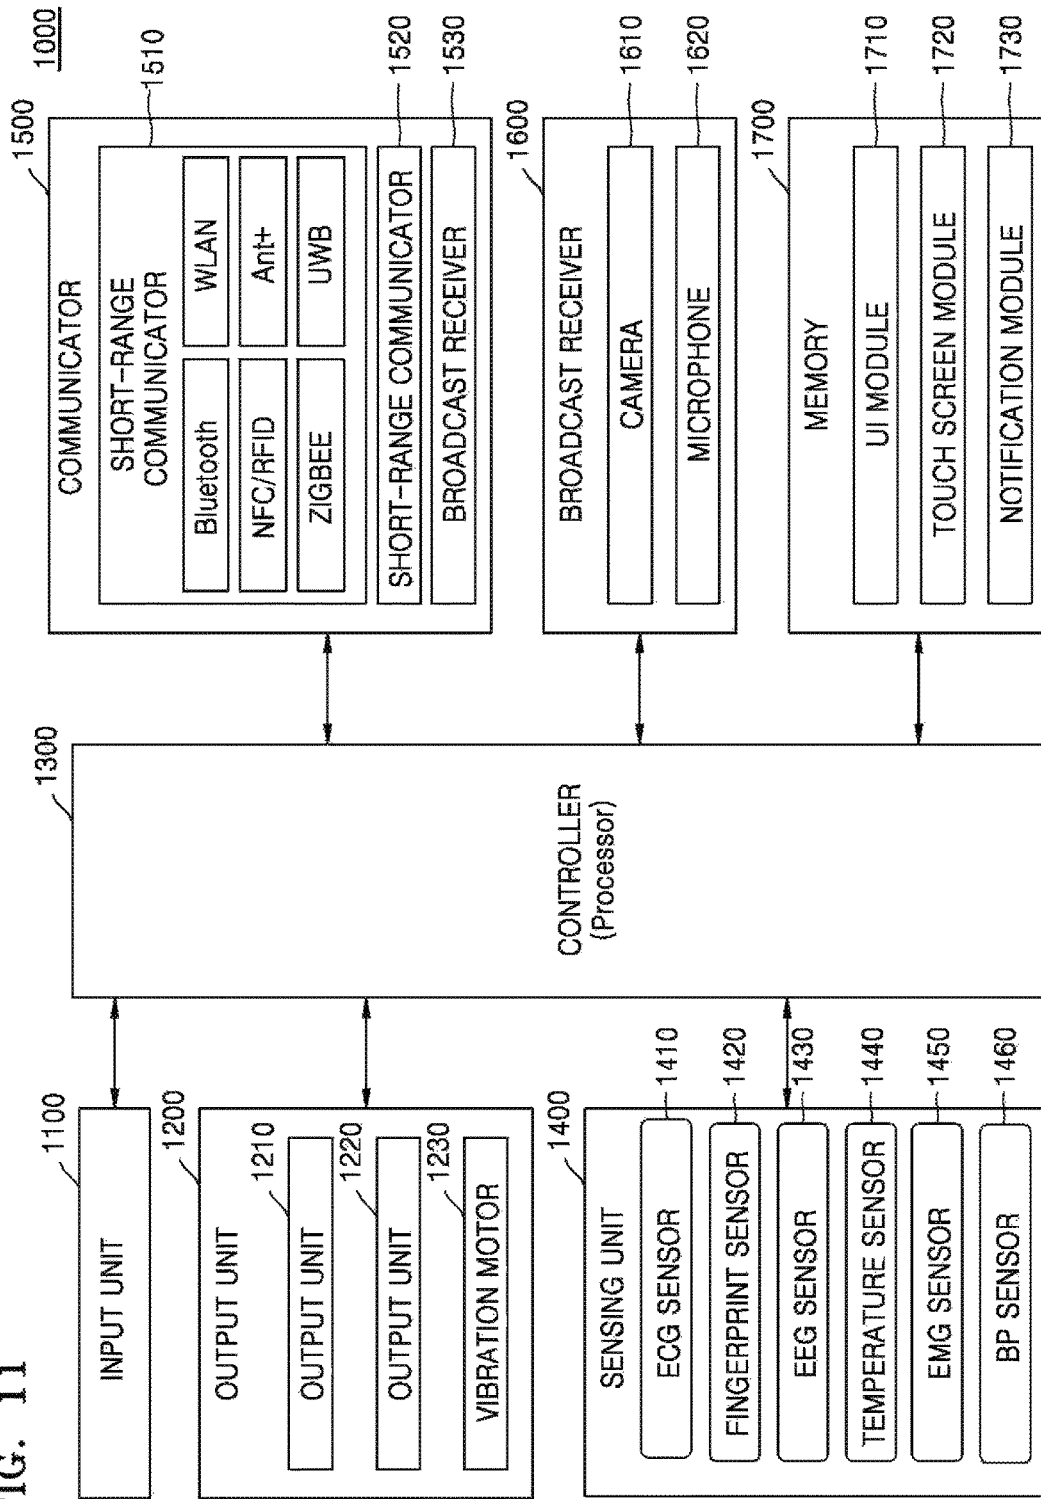 FIG. 11
1000
1100
INPUT UNIT
1200
OUTPUT UNIT
1210
OUTPUT UNIT
1220
OUTPUT UNIT
1230
VIBRATION MOTOR
1400
SENSING UNIT
ECG SENSOR
1410
FINGERPRINT SENSOR
1420
EEG SENSOR
1430
TEMPERATURE SENSOR
1440
EMG SENSOR
1450
BP SENSOR
1460
1300
CONTROLLER
(Processor)
1500
COMMUNICATOR
SHORT-RANGE
COMMUNICATOR
1510
Bluetooth
WLAN
NFC/RFID
Ant+
ZIGBEE
UWB
SHORT-RANGE COMMUNICATOR
1520
BROADCAST RECEIVER
1530
1600
BROADCAST RECEIVER
CAMERA
1610
MICROPHONE
1620
1700
MEMORY
UI MODULE
1710
TOUCH SCREEN MODULE
1720
NOTIFICATION MODULE
1730